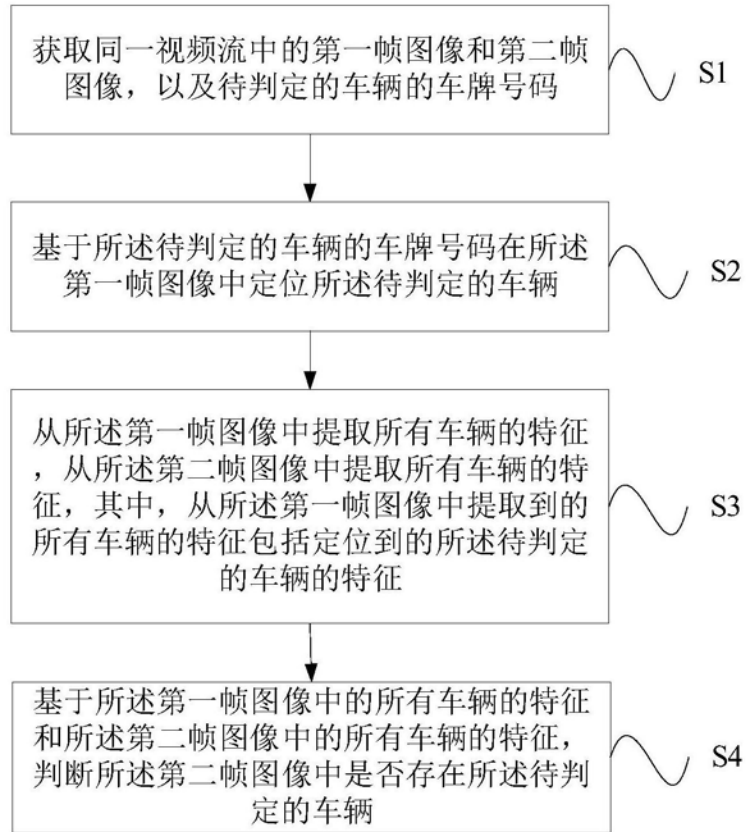 获取同一视频流中的第一帧图像和第二帧
图像，以及待判定的车辆的车牌号码
S1
基于所述待判定的车辆的车牌号码在所述
第一帧图像中定位所述待判定的车辆
S2
从所述第一帧图像中提取所有车辆的特征
，从所述第二帧图像中提取所有车辆的特
征，其中，从所述第一帧图像中提取到的
所有车辆的特征包括定位到的所述待判定
的车辆的特征
S3
基于所述第一帧图像中的所有车辆的特征
和所述第二帧图像中的所有车辆的特征，
判断所述第二帧图像中是否存在所述待判
定的车辆
S4